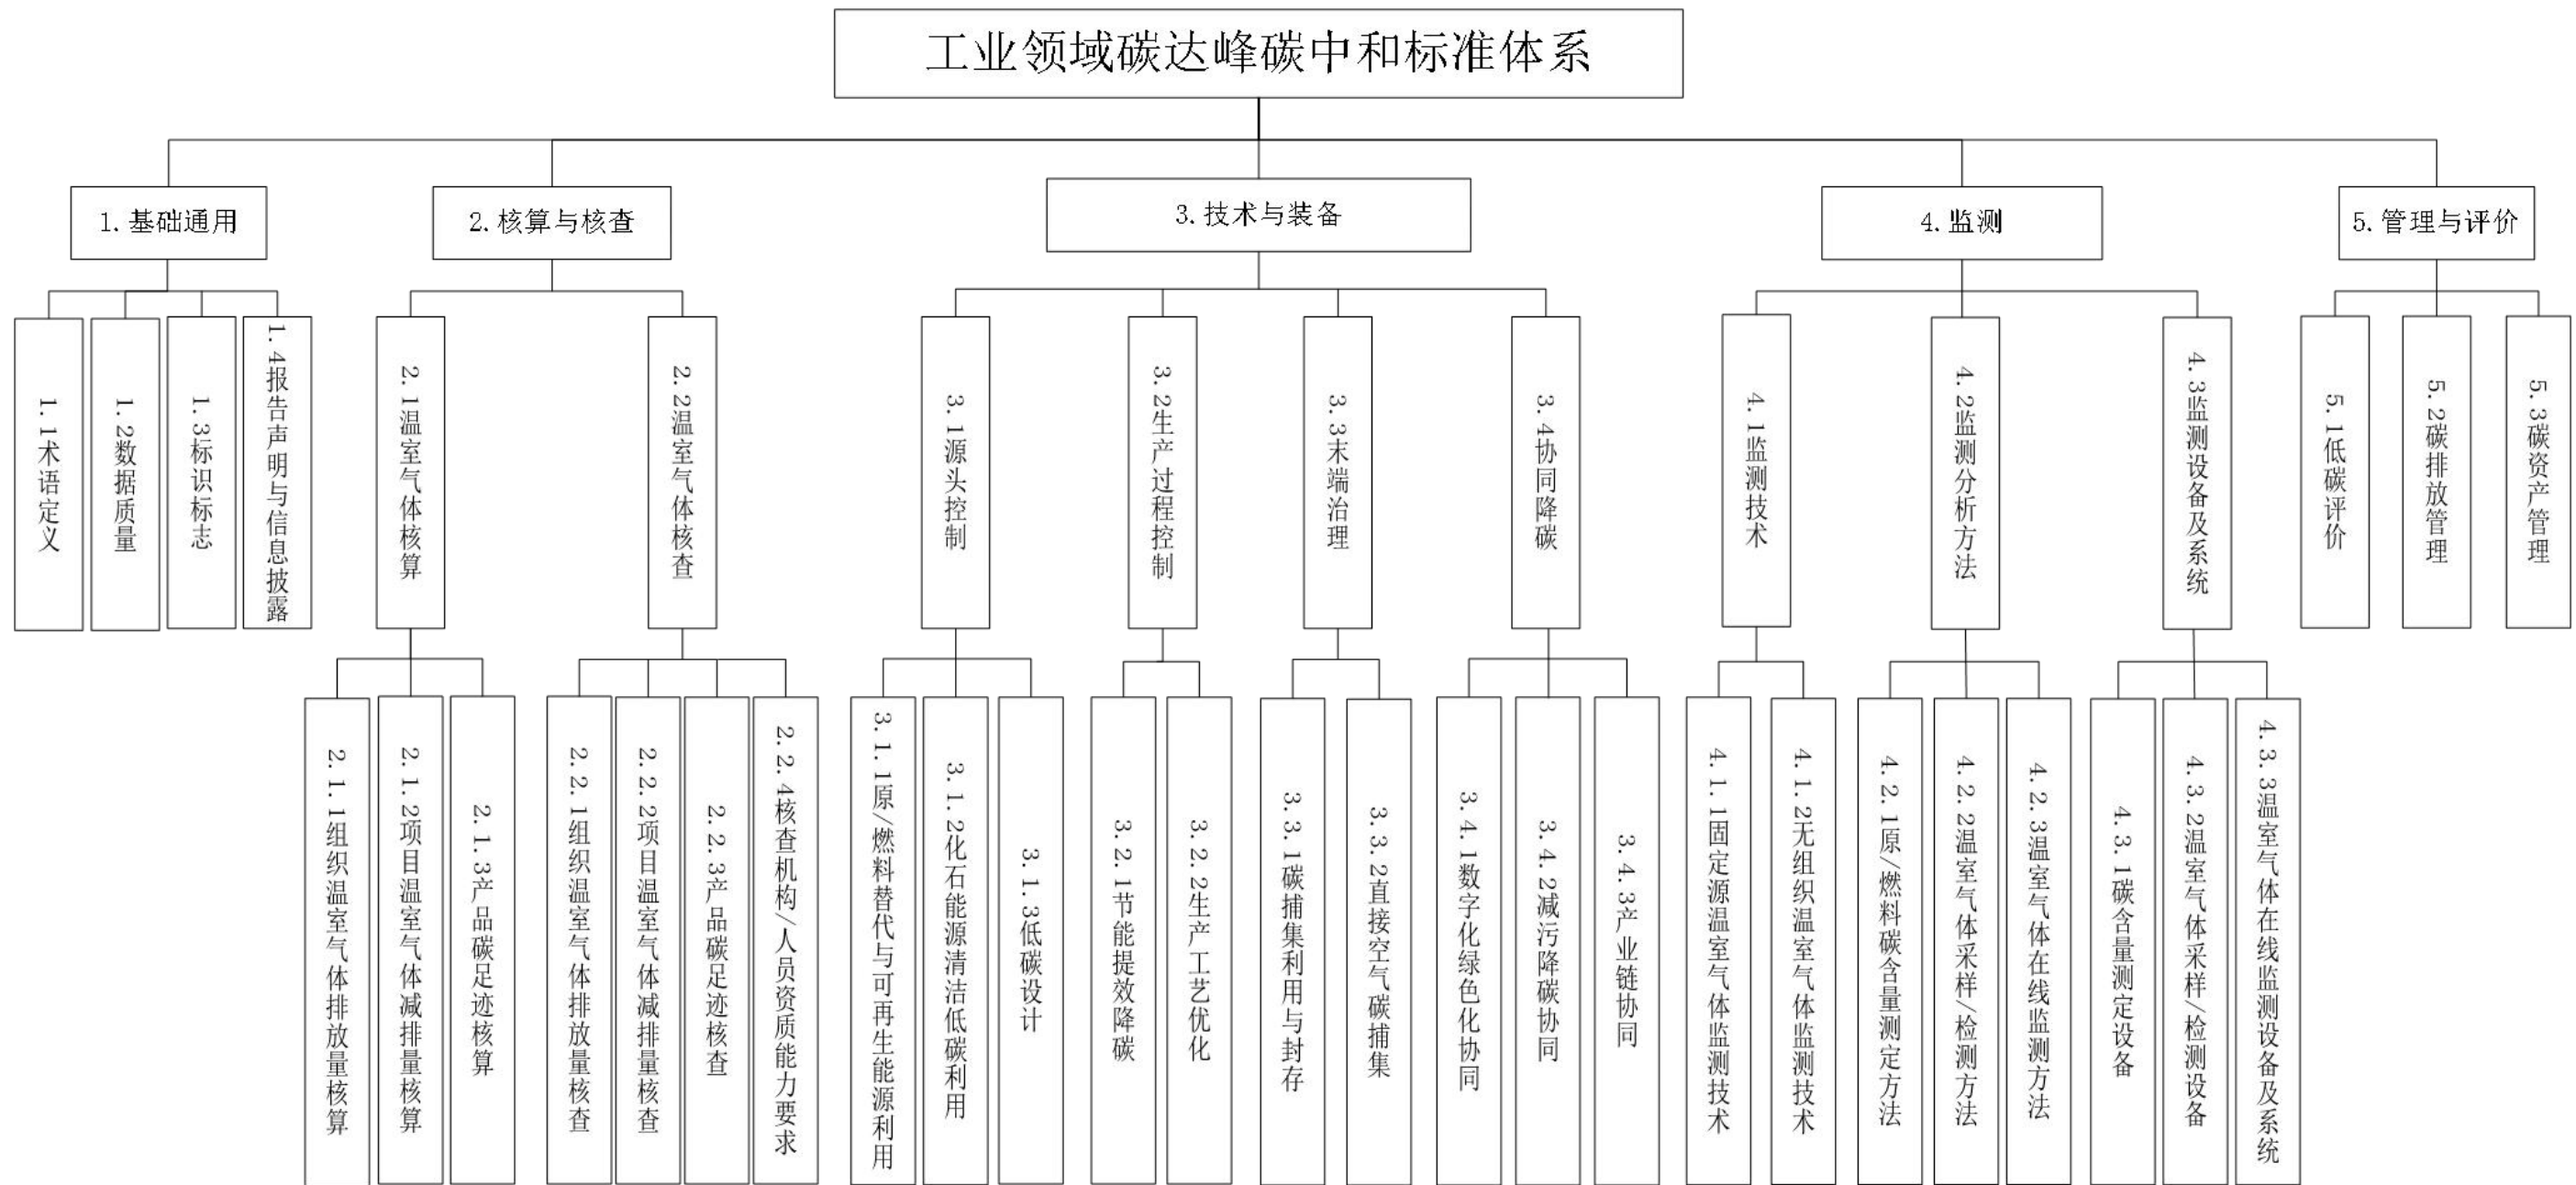 工业领域碳达峰碳中和标准体系
1.基础通用
2.核算与核查
3.技术与装备
4.监测
5.管理与评价
1.1术语定义
1.2数据质量
1.3标识标志
1.4报告声明与信息披露
2.1温室气体核算
2.2温室气体核查
3.1源头控制
3.2生产过程控制
3.3末端治理
3.4协同降碳
4.1监测技术
4.2监测分析方法
4.3监测设备及系统
5.1低碳评价
5.2碳排放管理
5.3碳资产管理
2.1.1组织温室气体排放量核算
2.1.2项目温室气体减排量核算
2.1.3产品碳足迹核算
2.2.1组织温室气体排放量核查
2.2.2项目温室气体减排量核查
2.2.3产品碳足迹核查
2.2.4核查机构/人员资质能力要求
3.1.1原/燃料替代与可再生能源利用
3.1.2化石能源清洁低碳利用
3.1.3低碳设计
3.2.1节能提效降碳
3.2.2生产工艺优化
3.3.1碳捕集利用与封存
3.3.2直接空气碳捕集
3.4.1数字化绿色化协同
3.4.2减污降碳协同
3.4.3产业链协同
4.1.1固定源温室气体监测技术
4.1.2无组织温室气体监测技术
4.2.1原/燃料碳含量测定方法
4.2.2温室气体采样/检测方法
4.2.3温室气体在线监测方法
4.3.1碳含量测定设备
4.3.2温室气体采样/检测设备
4.3.3温室气体在线监测设备及系统